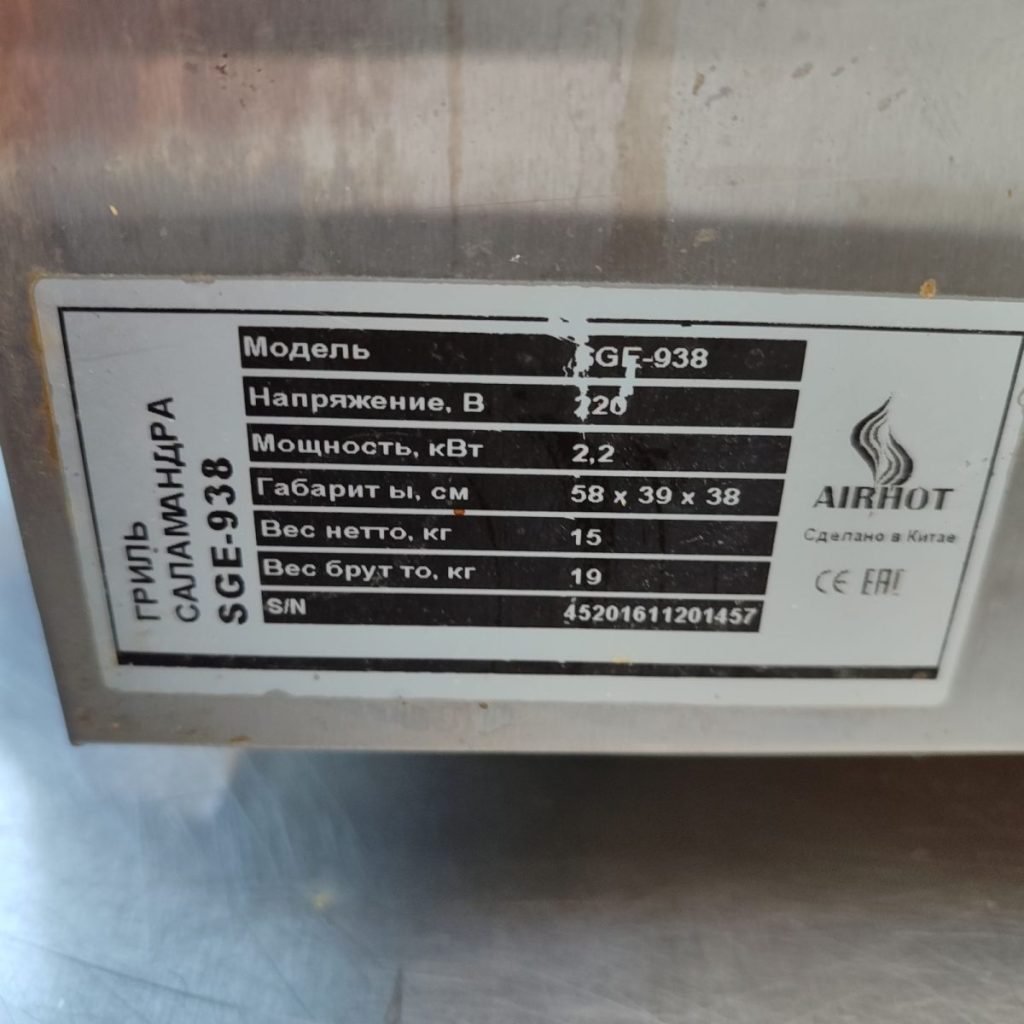 ГРИЛЬ
САЛАМАНДРА
SGE-938
Модель SGE-938
Напряжение, В 220
Мощность, кВт 2,2
Габарит ы, см 58 x 39 x 38
Вес нетто, кг 15
Вес брут то, кг 19
S/N 45201611201457
AIRHOT
Сделано в Китае
CE EAC